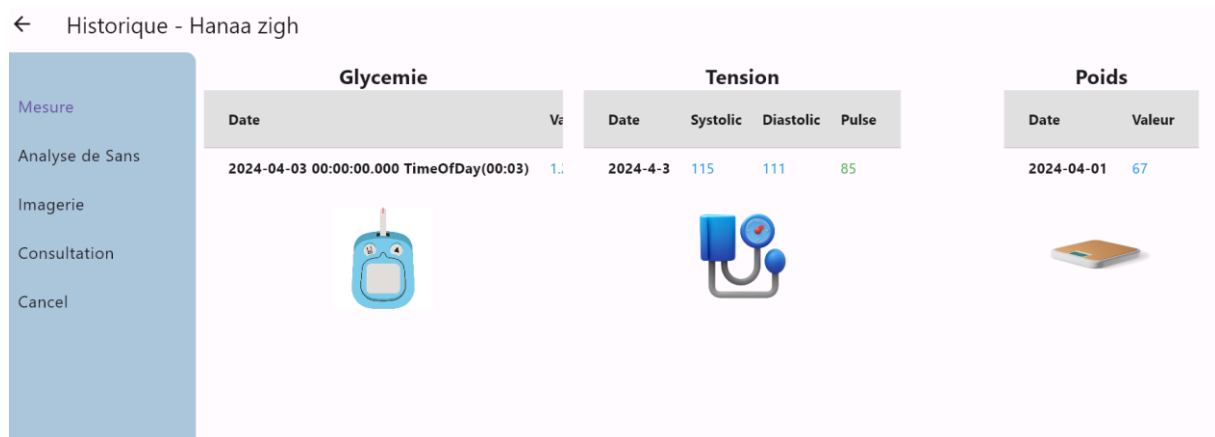 Historique - Hanaa zigh
Mesure
Analyse de Sans
Imagerie
Consultation
Cancel
Glycemie
Date
2024-04-03 00:00:00.000 TimeOfDay(00:03)
Tension
Date Systolic Diastolic Pulse
2024-4-3 115 111 85
Poids
Date Valeur
2024-04-01 67